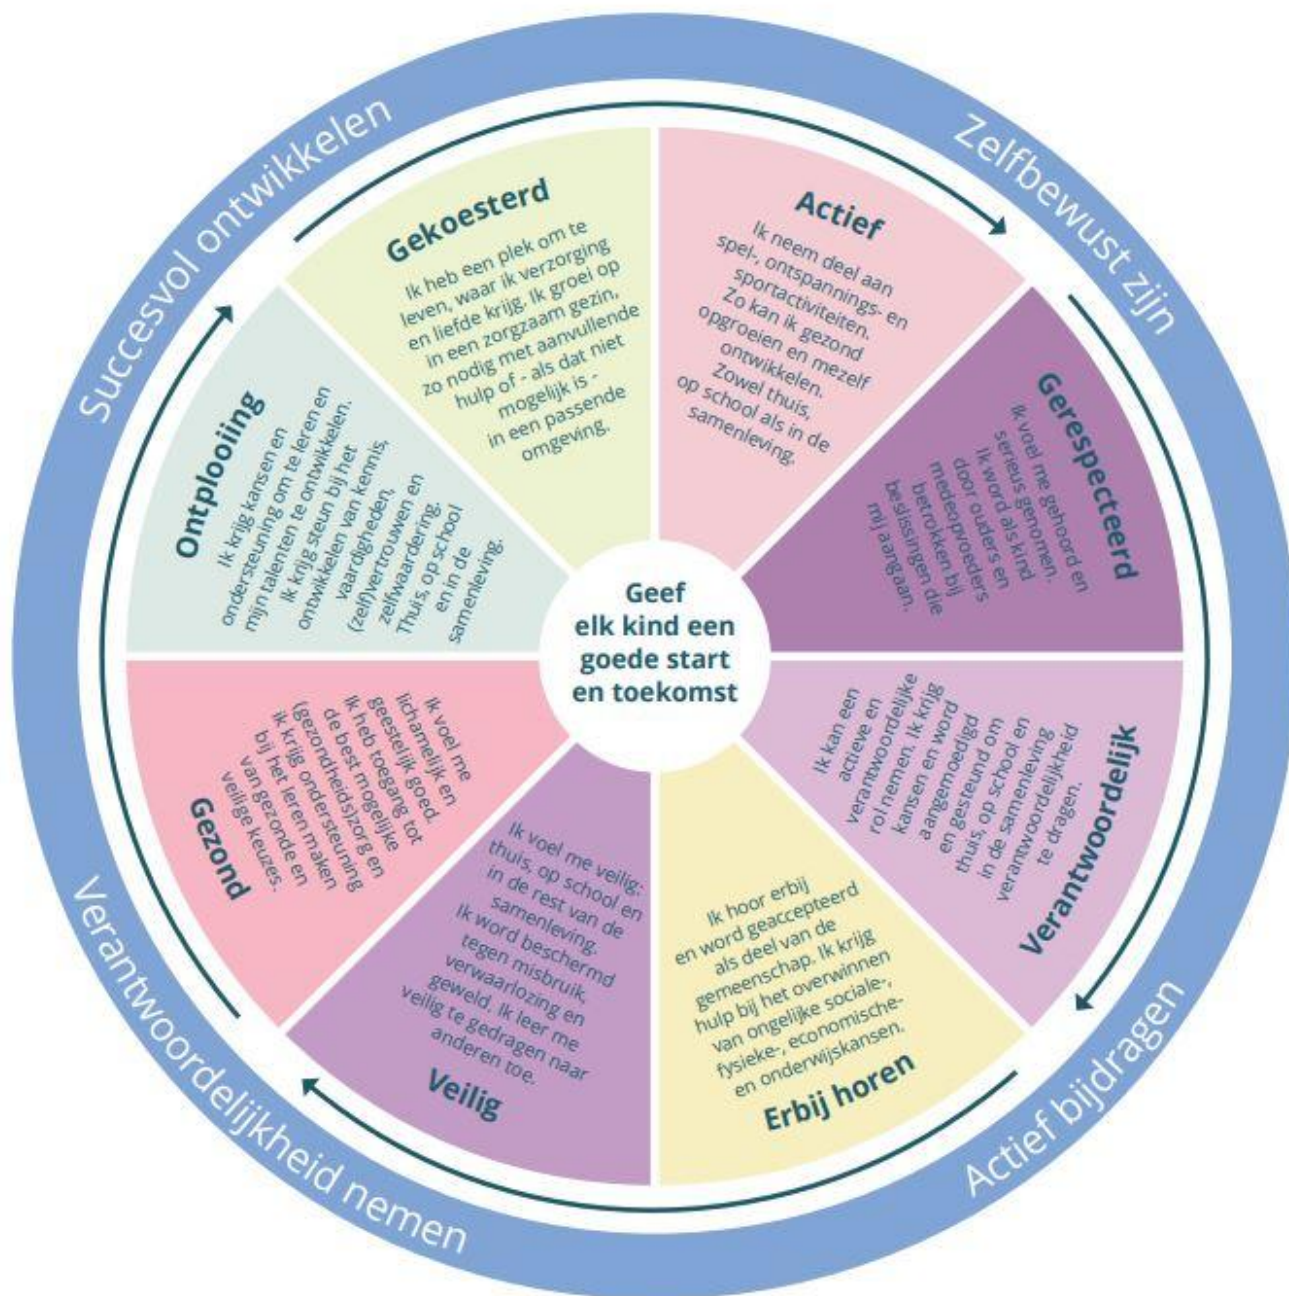 Succesvol ontwikkelen
Zelfbewust zijn
Actief bijdragen
Verantwoordelijkheid nemen
Geef
elk kind een
goede start
en toekomst
Gekoesterd
Ik heb een plek om te
leven, waar ik verzorging
en liefde krijg. Ik groei op
in een zorgzaam gezin,
zo nodig met aanvullende
hulp of - als dat niet
mogelijk is -
in een passende
omgeving.
Actief
Ik neem deel aan
spel-, ontspannings- en
sportactiviteiten.
Zo kan ik gezond
opgroeien en mezelf
ontwikkelen.
Zowel thuis,
op school als in de
samenleving.
Gerespecteerd
Ik voel me gehoord en
serieus genomen.
Ik word als kind
door ouders en
medeopvoeders
betrokken bij
beslissingen die
mij aangaan.
Ik kan een
actieve en
verantwoordelijke
rol nemen. Ik krijg
kansen en word
aangemoedigd
en gesteund om
thuis, op school en
in de samenleving
verantwoordelijkheid
te dragen.
Verantwoordelijk
Ik hoor erbij
en word geaccepteerd
als deel van de
gemeenschap. Ik krijg
hulp bij het overwinnen
van ongelijke sociale-,
fysieke-, economische-
en onderwijskansen.
Erbij horen
Ik voel me veilig:
thuis, op school en
in de rest van de
samenleving.
Ik word beschermd
tegen misbruik,
verwaarlozing en
geweld. Ik leer me
veilig te gedragen naar
anderen toe.
Veilig
Ik voel me
lichamelijk en
geestelijk goed.
Ik heb toegang tot
de best mogelijke
(gezondheids)zorg en
ik krijg ondersteuning
bij het leren maken
van gezonde en
veilige keuzes.
Gezond
Ontplooiing
Ik krijg kansen en
ondersteuning om te leren en
mijn talenten te ontwikkelen.
Ik krijg steun bij het
ontwikkelen van kennis,
vaardigheden,
(zelf)vertrouwen en
zelfwaardering.
Thuis, op school
en in de
samenleving.